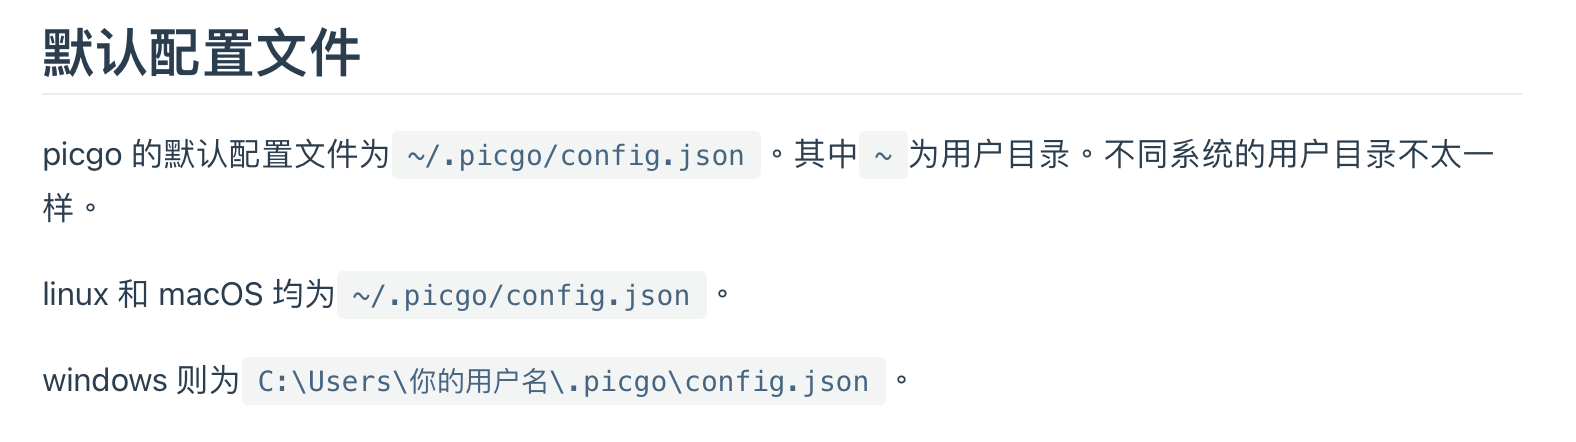 默认配置文件
picgo 的默认配置文件为 ~/.picgo/config.json 。其中 ~ 为用户目录。不同系统的用户目录不太一
样。
linux 和 macOS 均为 ~/.picgo/config.json 。
windows 则为 C:\Users\你的用户名\.picgo\config.json 。